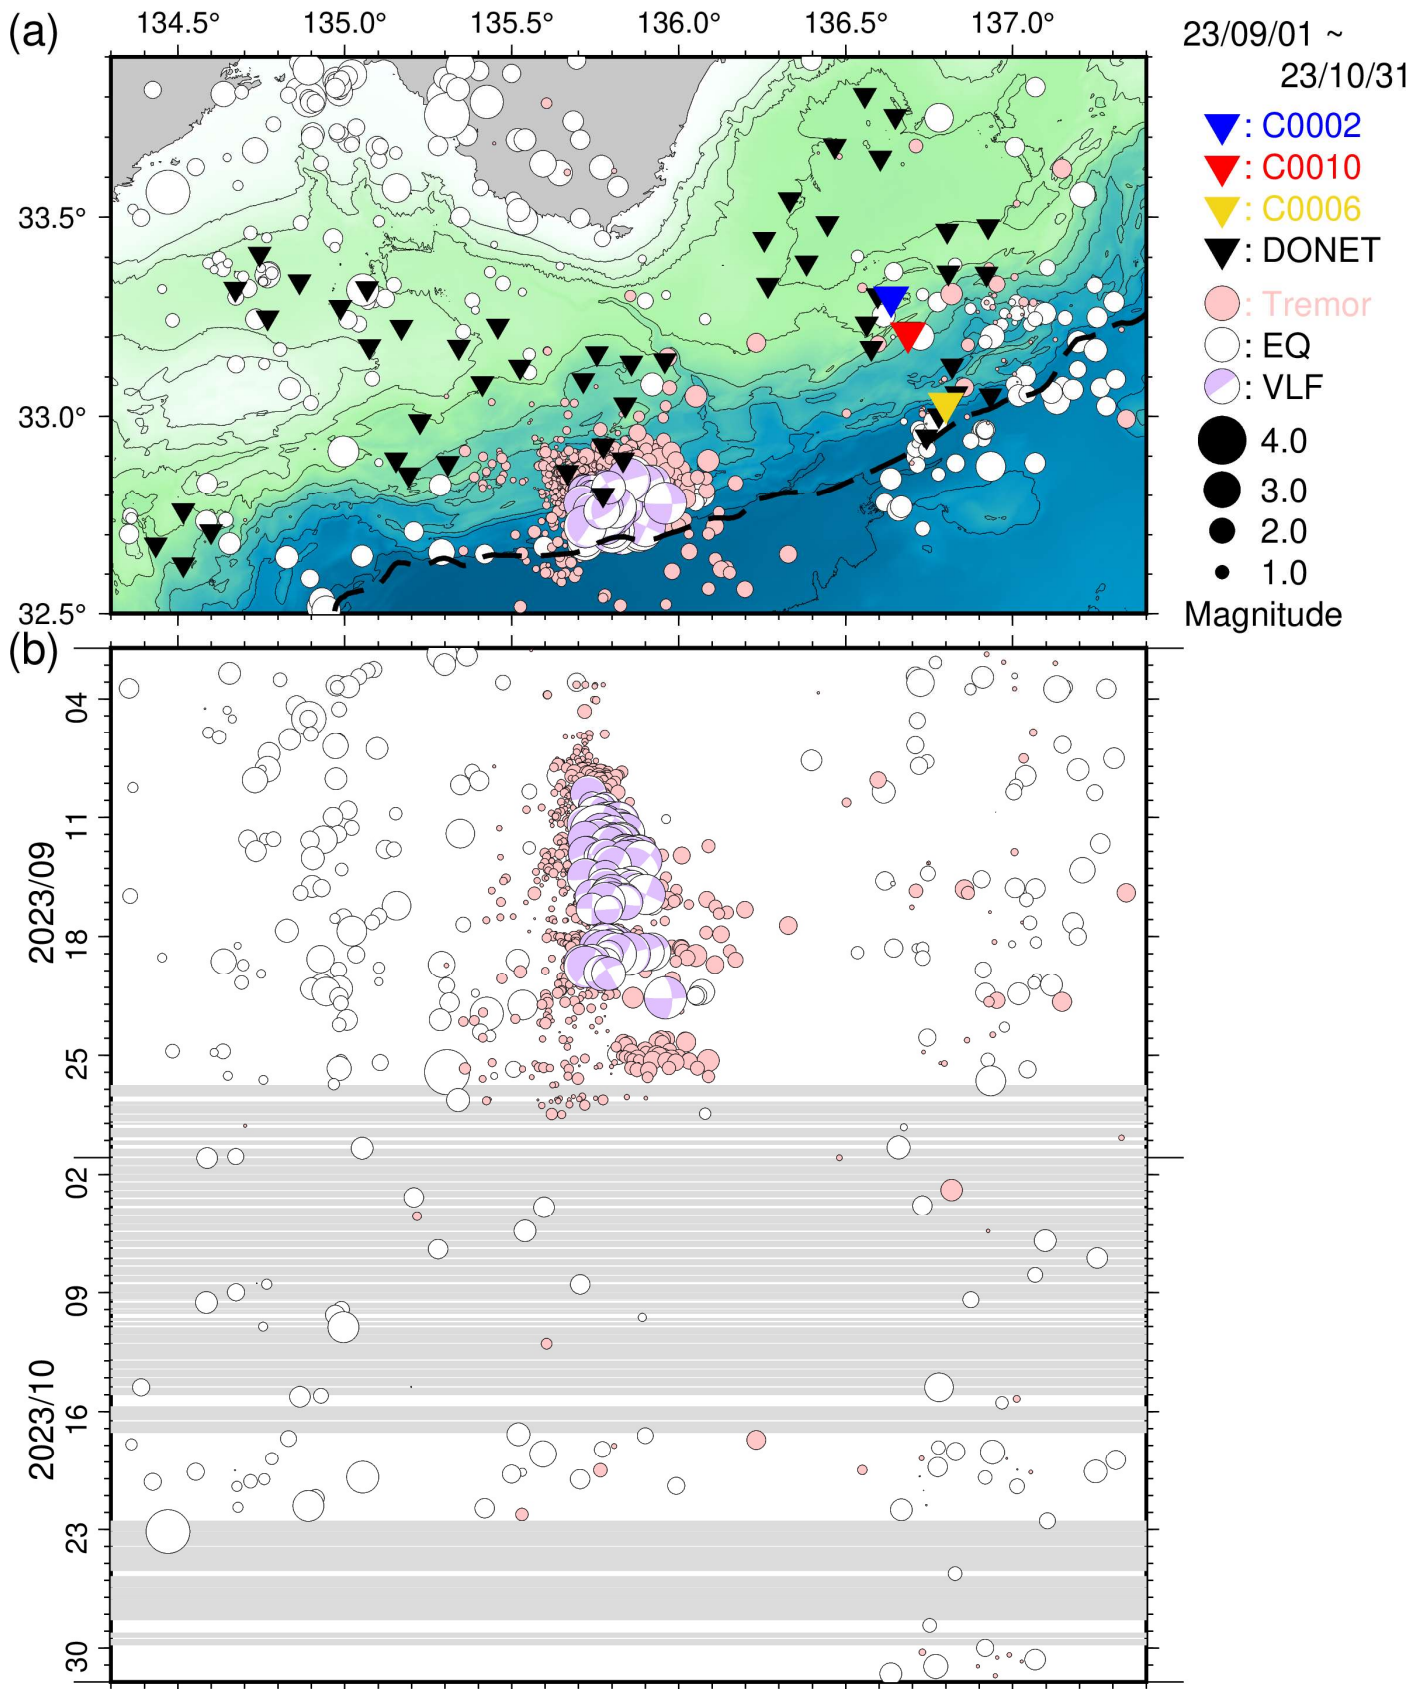 (a)
134.5° 135.0° 135.5° 136.0° 136.5° 137.0°
33.5°
33.0°
32.5°
23/09/01 ~
23/10/31
: C0002
: C0010
: C0006
: DONET
: Tremor
: EQ
: VLF
4.0
3.0
2.0
1.0
Magnitude
(b)
04
11
18
25
02
09
16
23
30
2023/09
2023/10